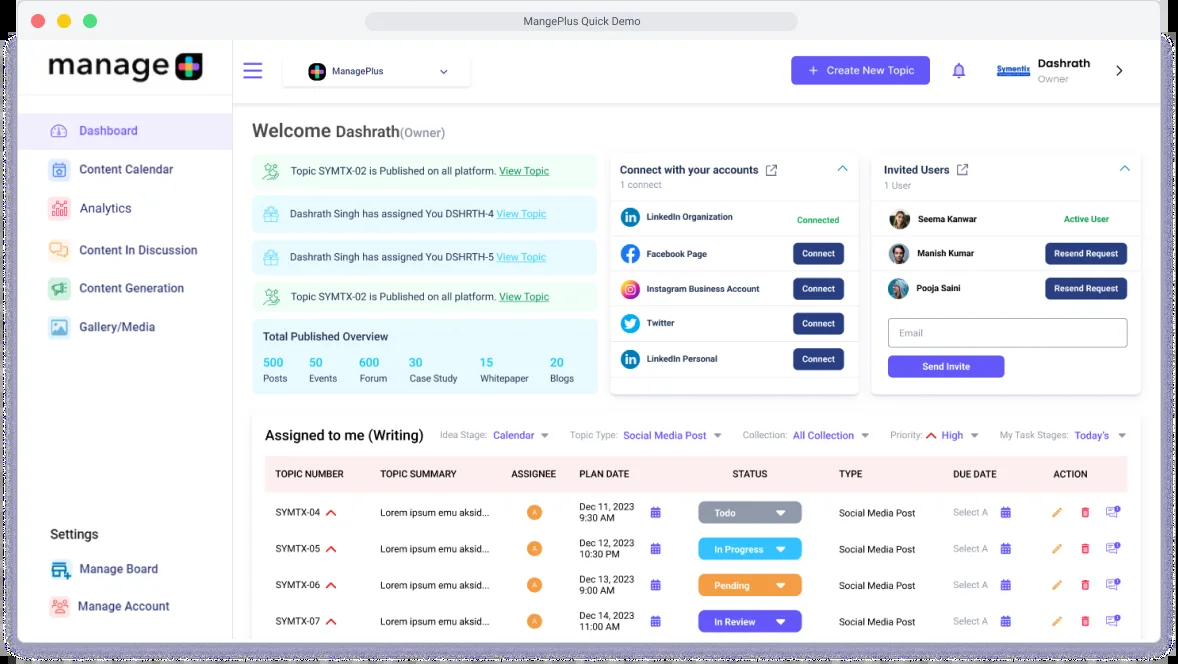 MangePlus Quick Demo
manage
ManagePlus
Create New Topic
Symentix
Dashrath
Owner
Dashboard
Content Calendar
Analytics
Content In Discussion
Content Generation
Gallery/Media
Settings
Manage Board
Manage Account
Welcome Dashrath(Owner)
Topic SYMTX-02 is Published on all platform. View Topic
Dashrath Singh has assigned You DSHRTH-4 View Topic
Dashrath Singh has assigned You DSHRTH-5 View Topic
Topic SYMTX-02 is Published on all platform. View Topic
Total Published Overview
500 50 600 30 15 20
Posts Events Forum Case Study Whitepaper Blogs
Connect with your accounts
1 connect
LinkedIn Organization Connected
Facebook Page Connect
Instagram Business Account Connect
Twitter Connect
LinkedIn Personal Connect
Invited Users
1 User
Seema Kanwar Active User
Manish Kumar Resend Request
Pooja Saini Resend Request
Email
Send Invite
Assigned to me (Writing) Idea Stage: Calendar Topic Type: Social Media Post Collection: All Collection Priority: High My Task Stages: Today's
TOPIC NUMBER TOPIC SUMMARY ASSIGNEE PLAN DATE STATUS TYPE DUE DATE ACTION
SYMTX-04 Lorem ipsum emu aksid... A Dec 11, 2023 9:30 AM Todo Social Media Post Select A
SYMTX-05 Lorem ipsum emu aksid... A Dec 12, 2023 10:30 PM In Progress Social Media Post Select A
SYMTX-06 Lorem ipsum emu aksid... A Dec 13, 2023 9:00 AM Pending Social Media Post Select A
SYMTX-07 Lorem ipsum emu aksid... A Dec 14, 2023 11:00 AM In Review Social Media Post Select A